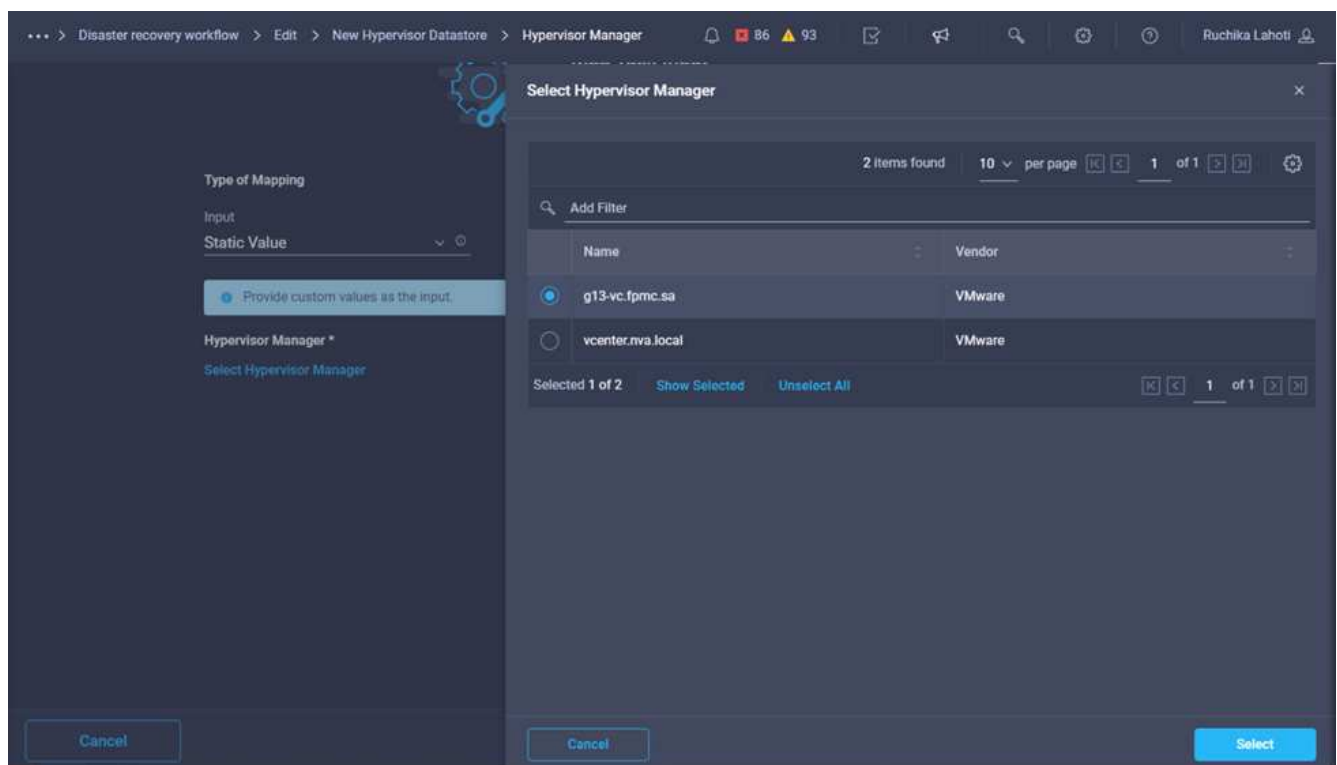 ••• > Disaster recovery workflow > Edit > New Hypervisor Datastore > Hypervisor Manager 86 93 Ruchika Lahoti
Select Hypervisor Manager
2 items found 10 per page 1 of 1
Type of Mapping
Add Filter
Input
Static Value
Name Vendor
Provide custom values as the input.
g13-vc.fpmc.sa VMware
Hypervisor Manager *
vcenter.nva.local VMware
Select Hypervisor Manager
Selected 1 of 2 Show Selected Unselect All 1 of 1
Cancel
Cancel
Select